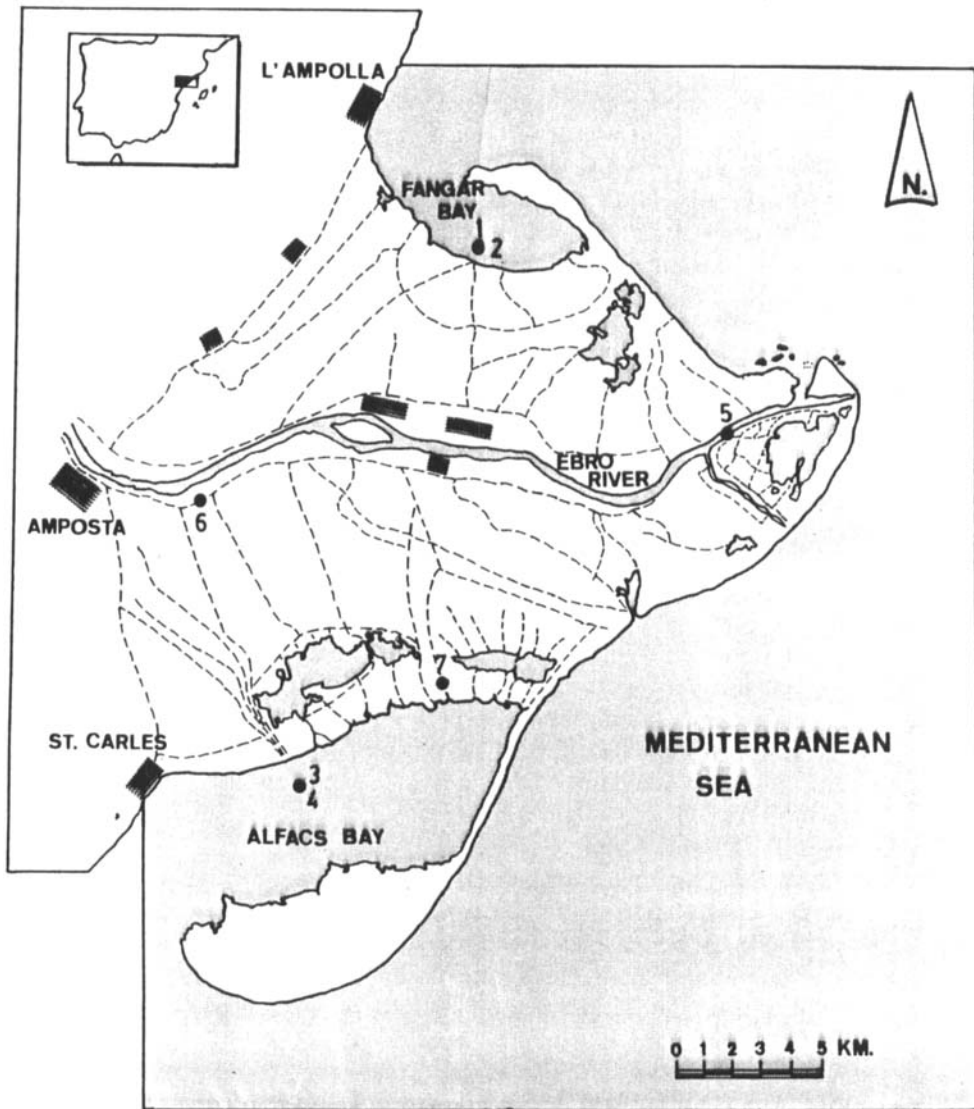 L'AMPOLLA
FANGAR
BAY
2
N.
5
EBRO
RIVER
AMPOSTA
6
7
ST. CARLES
3
4
MEDITERRANEAN
SEA
ALFACS BAY
0 1 2 3 4 5 KM.